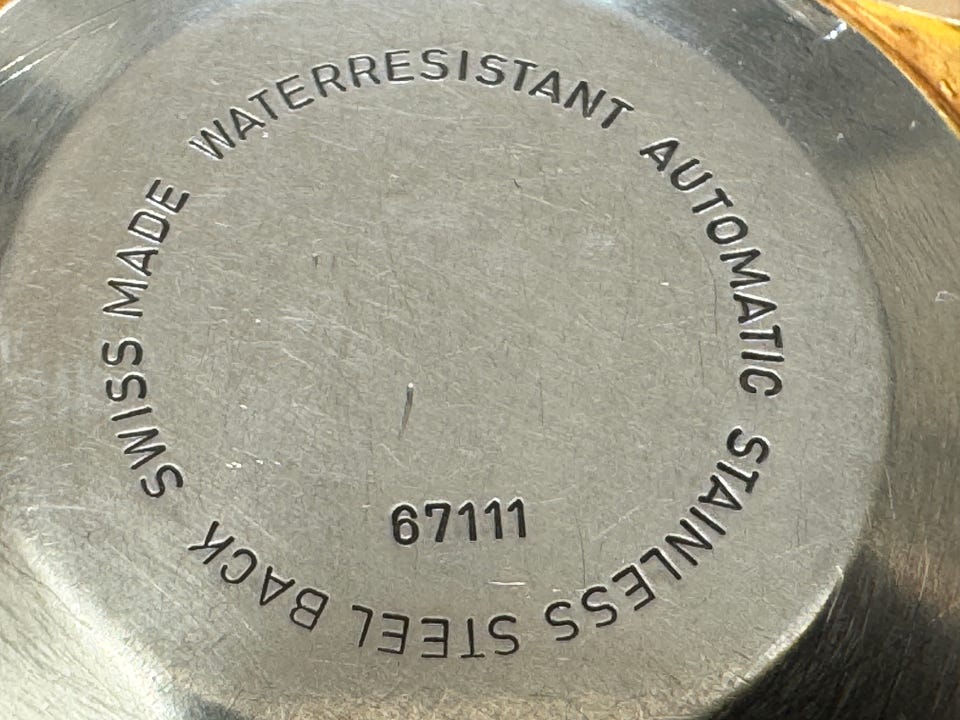 SWISS MADE WATERRESISTANT AUTOMATIC STAINLESS STEEL BACK
67111